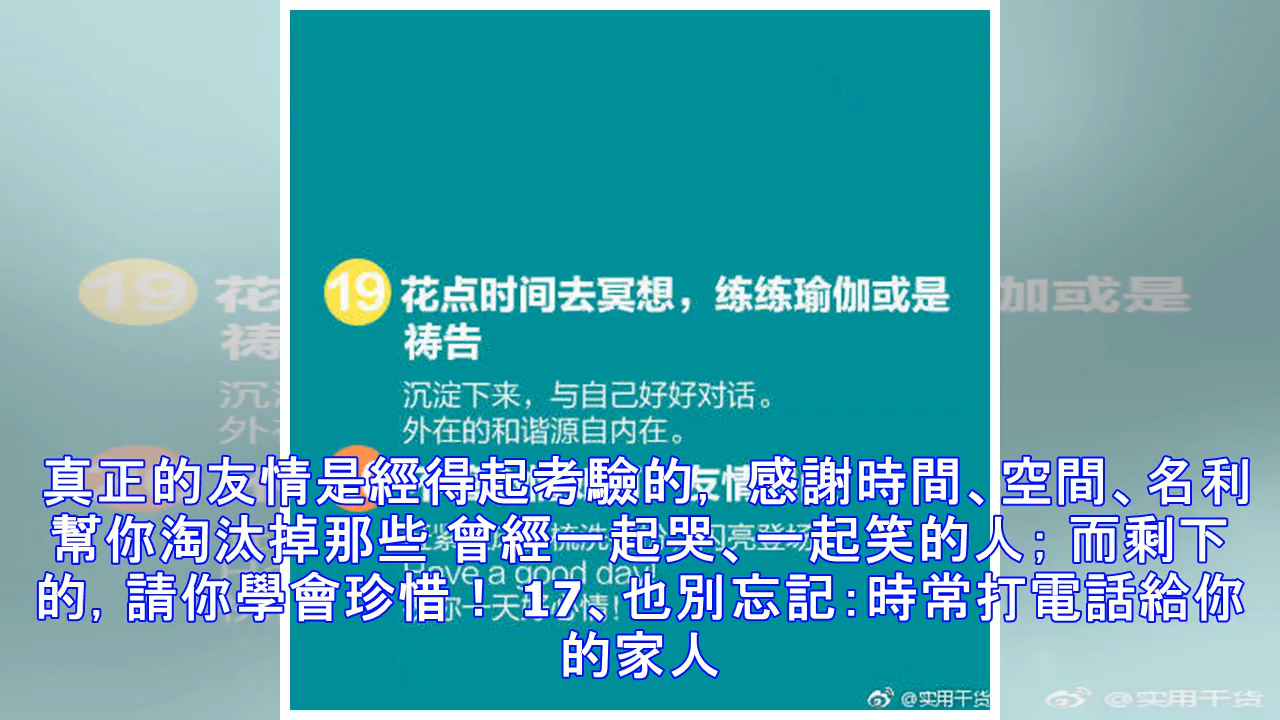 19 花点时间去冥想，练练瑜伽或是
祷告
沉淀下来，与自己好好对话。
外在的和谐源自内在。
真正的友情是經得起考驗的, 感謝時間、空間、名利
幫你淘汰掉那些 曾經一起哭、一起笑的人; 而剩下
的, 請你學會珍惜！ 17、也別忘記:時常打電話給你
的家人
Have a good day!
@实用干货
@实用干货